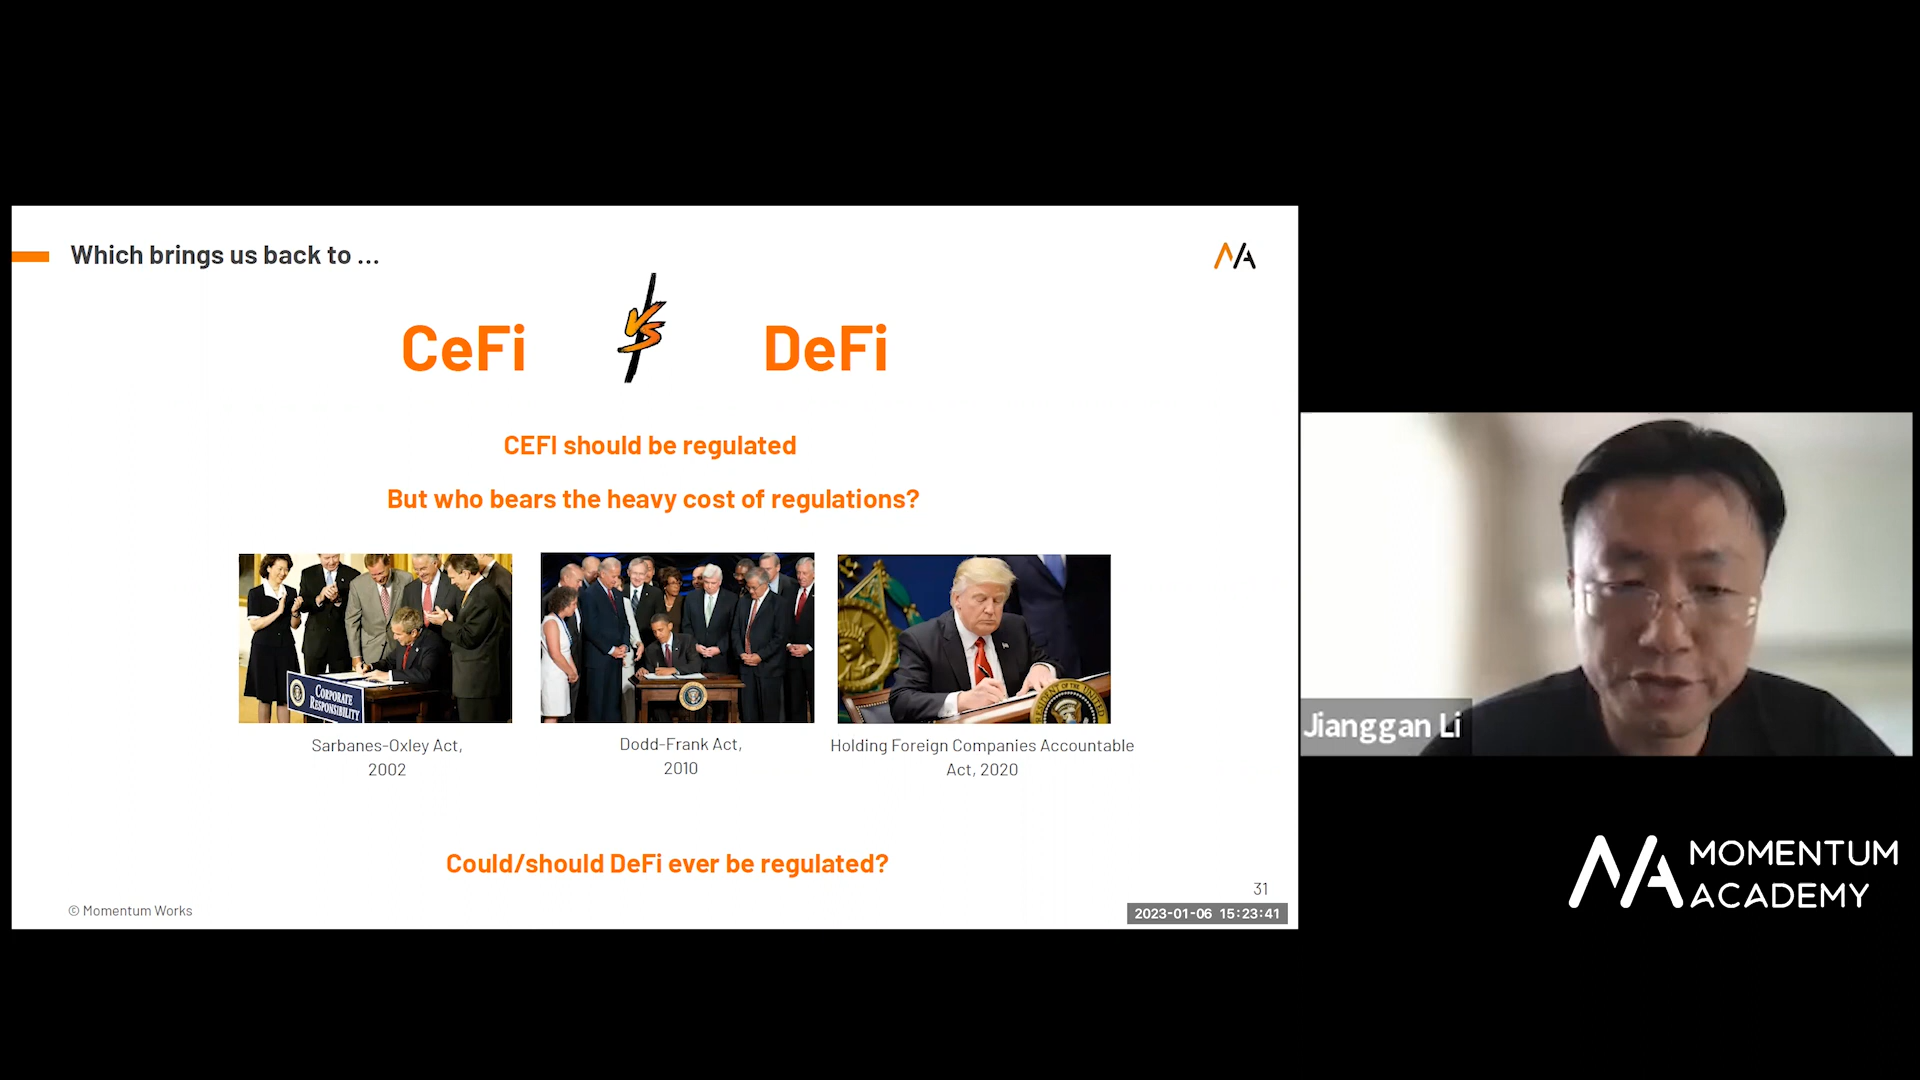 Which brings us back to ...
CeFi
VS
DeFi
CEFI should be regulated
But who bears the heavy cost of regulations?
CORPORATE
RESPONSIBILITY
Sarbanes-Oxley Act,
2002
Dodd-Frank Act,
2010
Holding Foreign Companies Accountable
Act, 2020
Could/should DeFi ever be regulated?
31
© Momentum Works
2023-01-06 15:23:41
Jianggan Li
MOMENTUM
ACADEMY